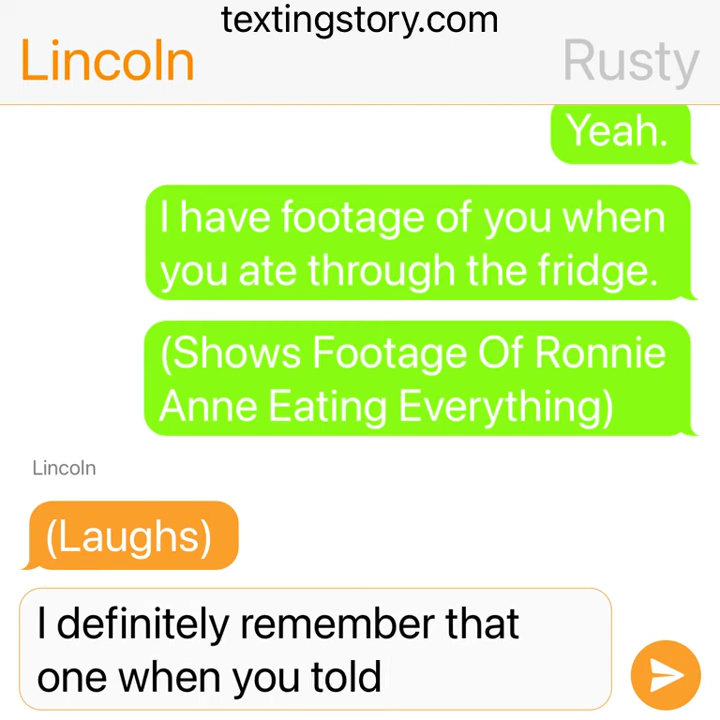 textingstory.com
Lincoln
Rusty
Yeah.
I have footage of you when
you ate through the fridge.
(Shows Footage Of Ronnie
Anne Eating Everything)
Lincoln
(Laughs)
I definitely remember that
one when you told